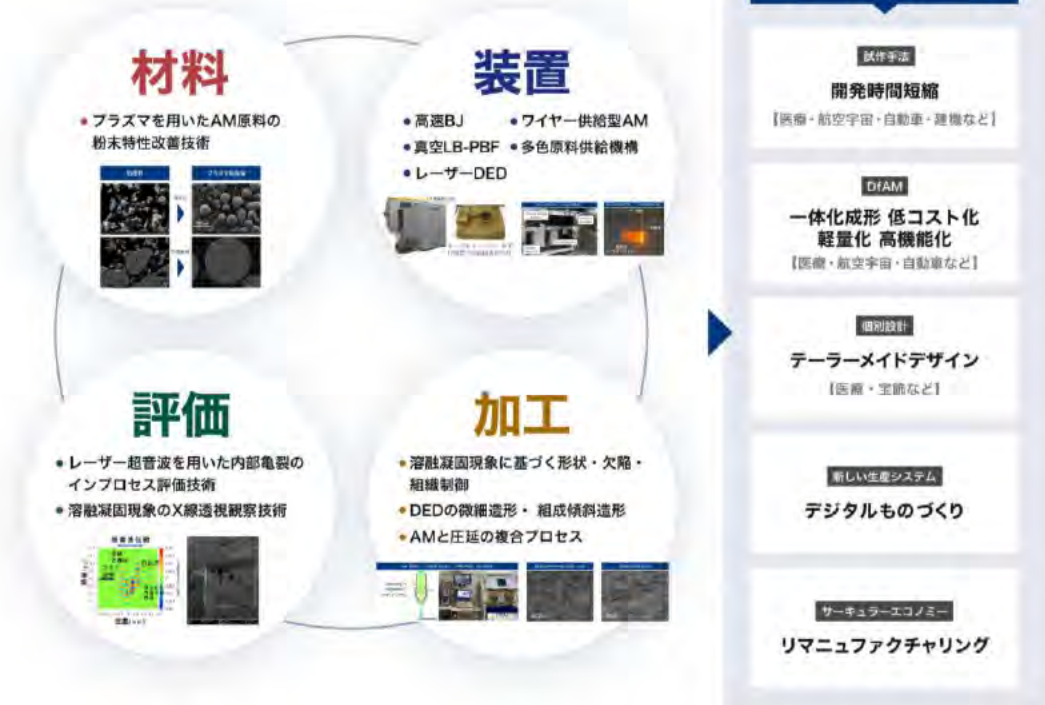 材料
• プラズマを用いたAM原料の
粉末特性改善技術
装置
• 高速BJ
• ワイヤー供給型AM
• 真空LB-PBF
• 多色原料供給機構
• レーザーDED
評価
• レーザー超音波を用いた内部亀裂の
インプロセス評価技術
• 溶融凝固現象のX線透視観察技術
加工
• 溶融凝固現象に基づく形状・欠陥・
組織制御
• DEDの微細造形・ 組成傾斜造形
• AMと圧延の複合プロセス
試作手法
開発時間短縮
【医療・航空宇宙・自動車・建機など】
DfAM
一体化成形 低コスト化
軽量化 高機能化
【医療・航空宇宙・自動車など】
個別設計
テーラーメイドデザイン
【医療・宝飾など】
新しい生産システム
デジタルものづくり
サーキュラーエコノミー
リマニュファクチャリング